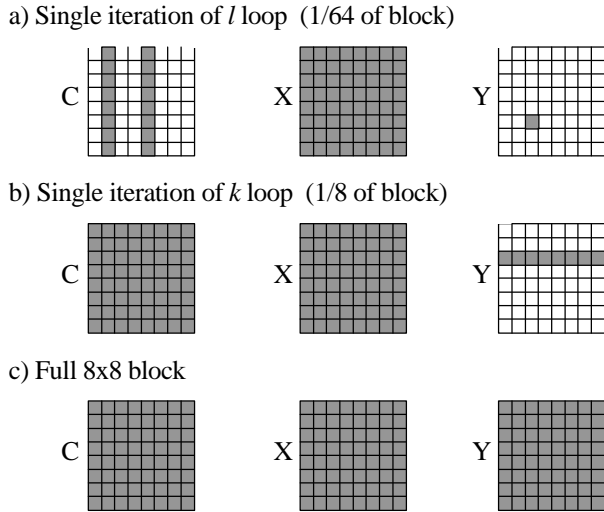 a) Single iteration of l loop (1/64 of block)
C X Y
b) Single iteration of k loop (1/8 of block)
C X Y
c) Full 8x8 block
C X Y